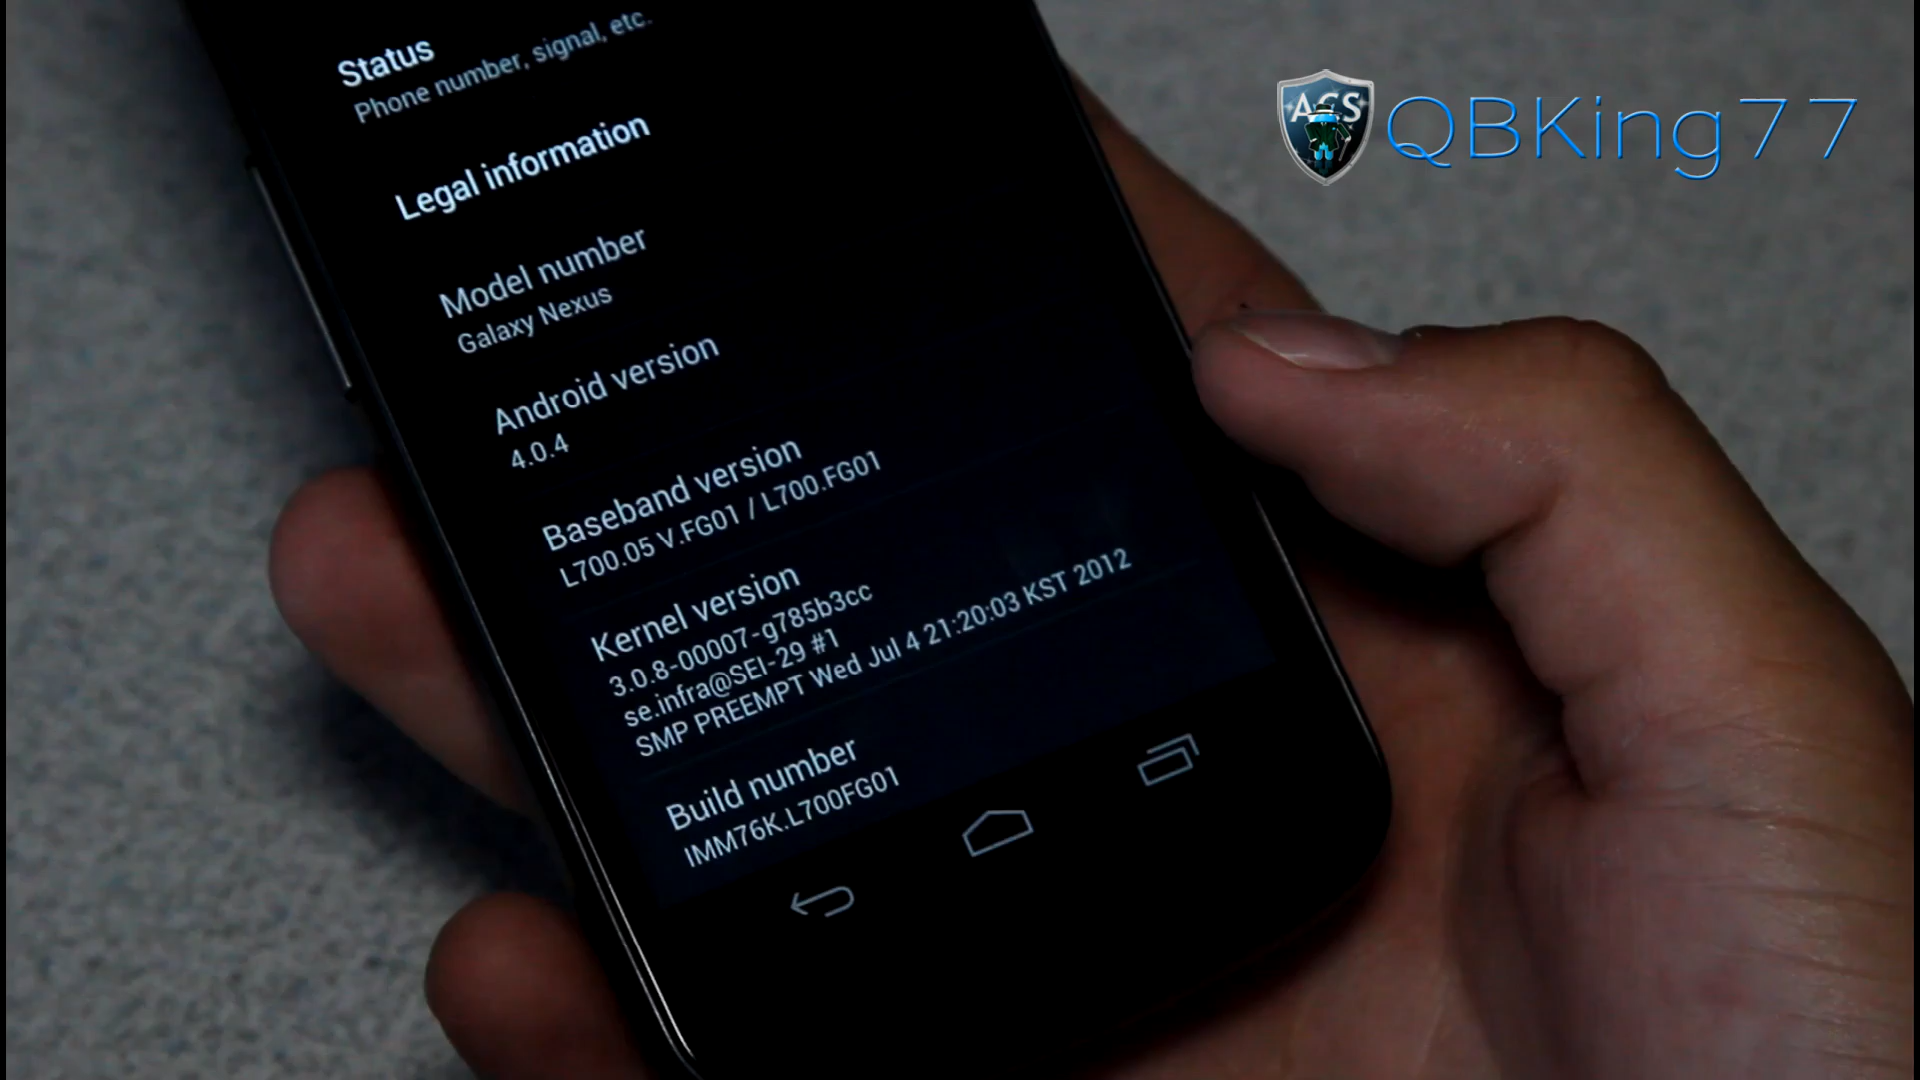 Status
Phone number, signal, etc.
Legal information
Model number
Galaxy Nexus
Android version
4.0.4
Baseband version
L700.05 V.FG01 / L700.FG01
Kernel version
3.0.8-00007-g785b3cc
se.infra@SEI-29 #1
SMP PREEMPT Wed Jul 4 21:20:03 KST 2012
Build number
IMM76K.L700FG01
ACS
QBKing77